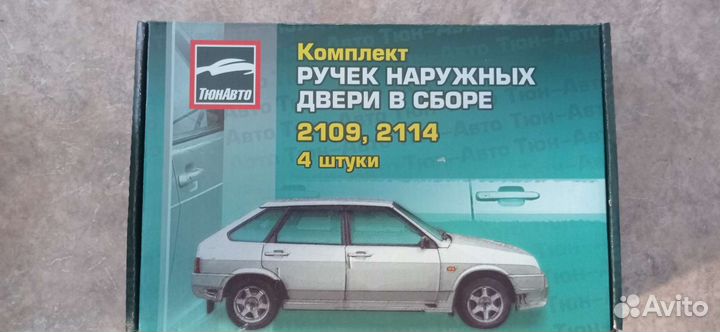 ТюнАвто
Комплект
РУЧЕК НАРУЖНЫХ
ДВЕРИ В СБОРЕ
2109, 2114
4 штуки
Avito